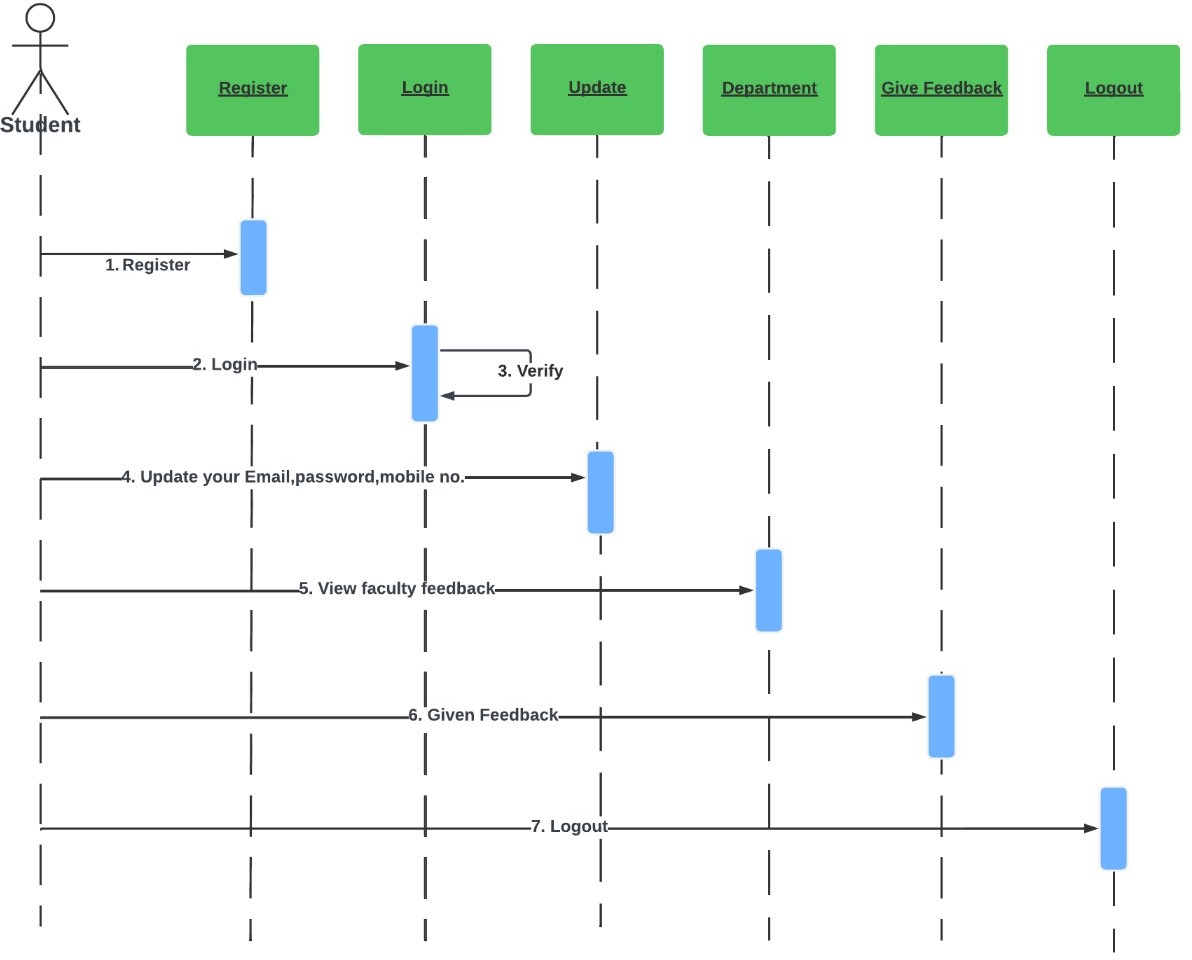 Student
Register
Login
Update
Department
Give Feedback
Logout
1. Register
2. Login
3. Verify
4. Update your Email,password,mobile no.
5. View faculty feedback
6. Given Feedback
7. Logout